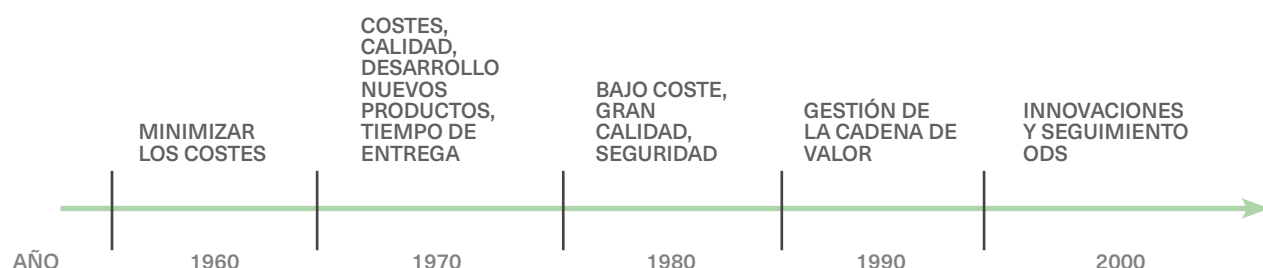 MINIMIZAR
LOS COSTES
COSTES,
CALIDAD,
DESARROLLO
NUEVOS
PRODUCTOS,
TIEMPO DE
ENTREGA
BAJO COSTE,
GRAN
CALIDAD,
SEGURIDAD
GESTIÓN DE
LA CADENA DE
VALOR
INNOVACIONES
Y SEGUIMIENTO
ODS
AÑO 1960 1970 1980 1990 2000